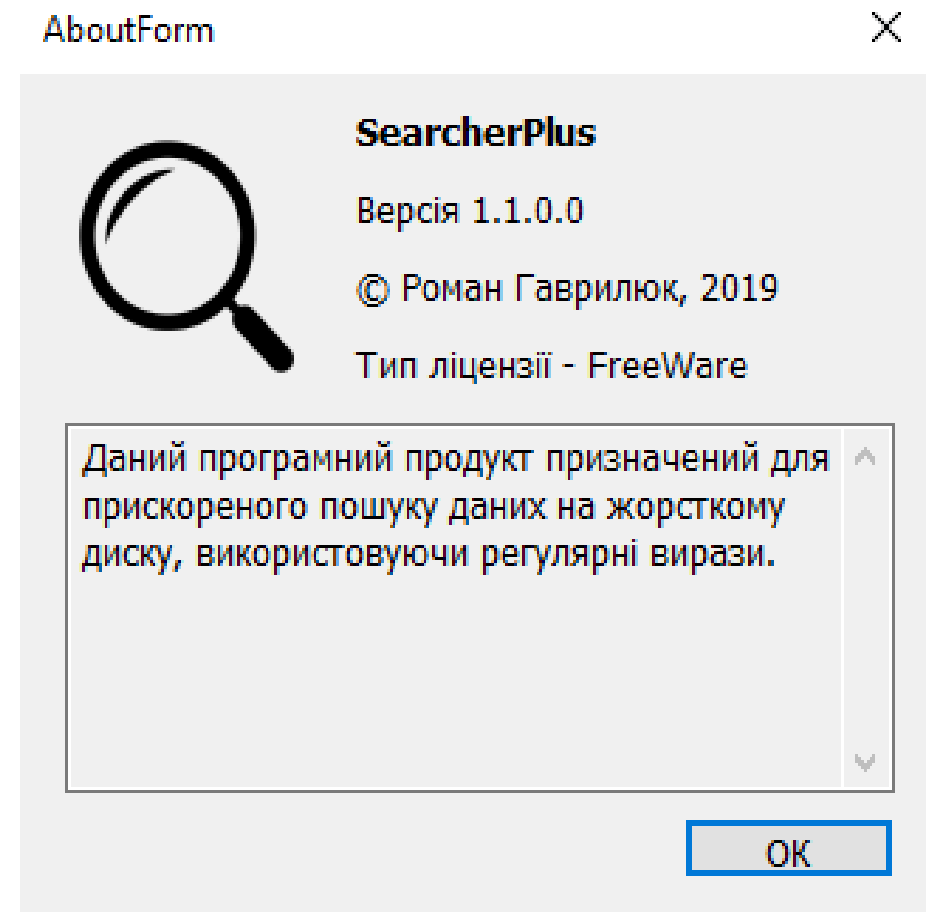 AboutForm
SearcherPlus
Версія 1.1.0.0
© Роман Гаврилюк, 2019
Тип ліцензії - FreeWare
Даний програмний продукт призначений для
прискореного пошуку даних на жорсткому
диску, використовуючи регулярні вирази.
OK